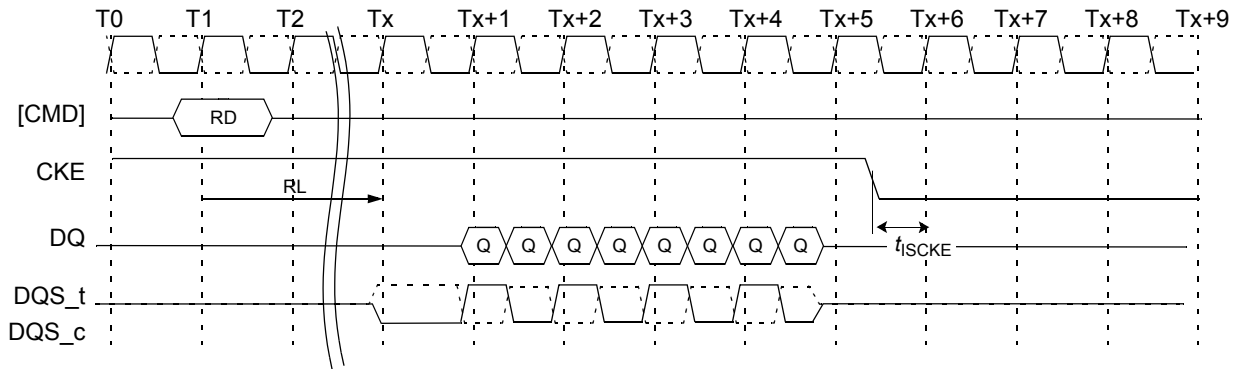 T0 T1 T2 Tx Tx+1 Tx+2 Tx+3 Tx+4 Tx+5 Tx+6 Tx+7 Tx+8 Tx+9
[CMD] RD
CKE
RL
DQ Q Q Q Q Q Q Q Q tISCKE
DQS_t
DQS_c